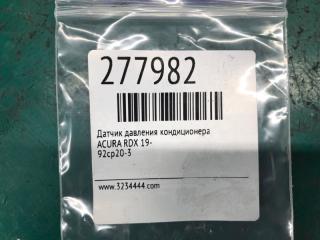 277982
Датчик давления кондиционера
ACURA RDX 19-
92ср20-3
www.3234444.com